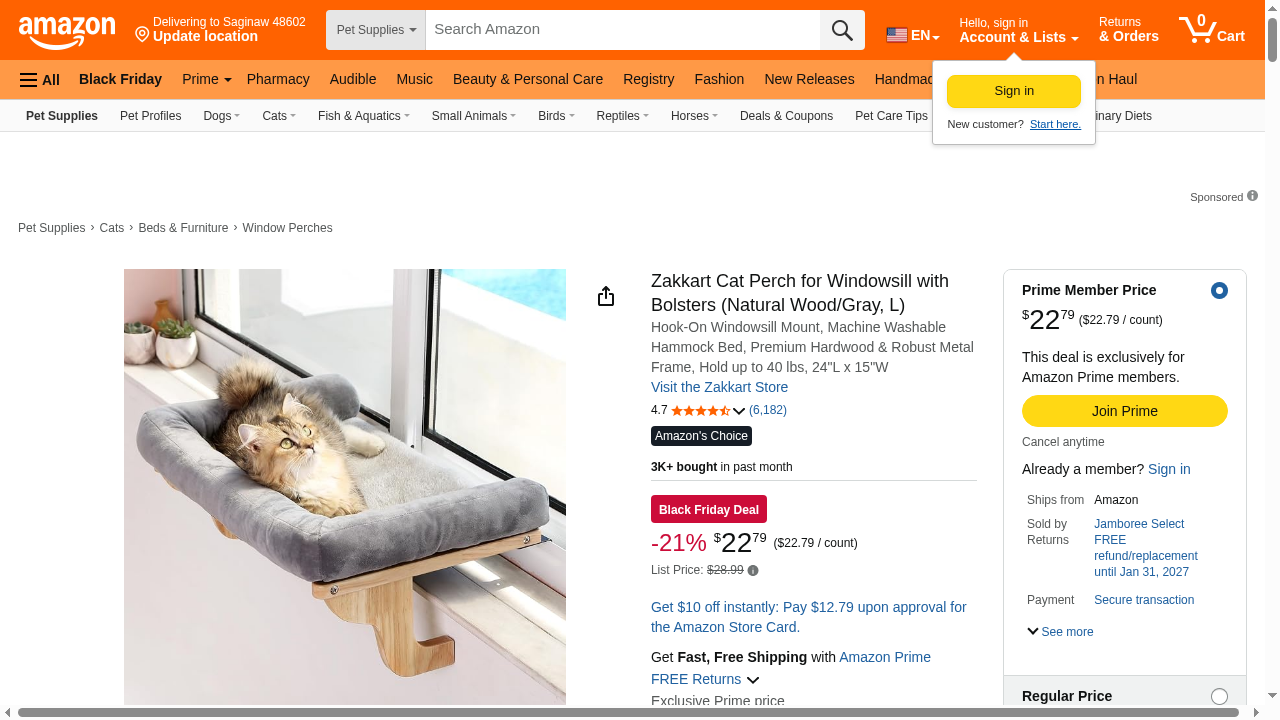 amazon
Delivering to Saginaw 48602
Update location
Pet Supplies
Search Amazon
EN
Hello, sign in
Account & Lists
Returns
& Orders
0
Cart
All
Black Friday
Prime
Pharmacy
Audible
Music
Beauty & Personal Care
Registry
Fashion
New Releases
Handmad
n Haul
Sign in
New customer? Start here.
Pet Supplies
Pet Profiles
Dogs
Cats
Fish & Aquatics
Small Animals
Birds
Reptiles
Horses
Deals & Coupons
Pet Care Tips
inary Diets
Sponsored
Pet Supplies › Cats › Beds & Furniture › Window Perches
Zakkart Cat Perch for Windowsill with
Bolsters (Natural Wood/Gray, L)
Hook-On Windowsill Mount, Machine Washable
Hammock Bed, Premium Hardwood & Robust Metal
Frame, Hold up to 40 lbs, 24"L x 15"W
Visit the Zakkart Store
4.7 (6,182)
Amazon's Choice
3K+ bought in past month
Black Friday Deal
-21% $22 79 ($22.79 / count)
List Price: $28.99
Get $10 off instantly: Pay $12.79 upon approval for
the Amazon Store Card.
Get Fast, Free Shipping with Amazon Prime
FREE Returns
Exclusive Prime price
Prime Member Price
$22 79 ($22.79 / count)
This deal is exclusively for
Amazon Prime members.
Join Prime
Cancel anytime
Already a member? Sign in
Ships from Amazon
Sold by Jamboree Select
Returns FREE
refund/replacement
until Jan 31, 2027
Payment Secure transaction
See more
Regular Price